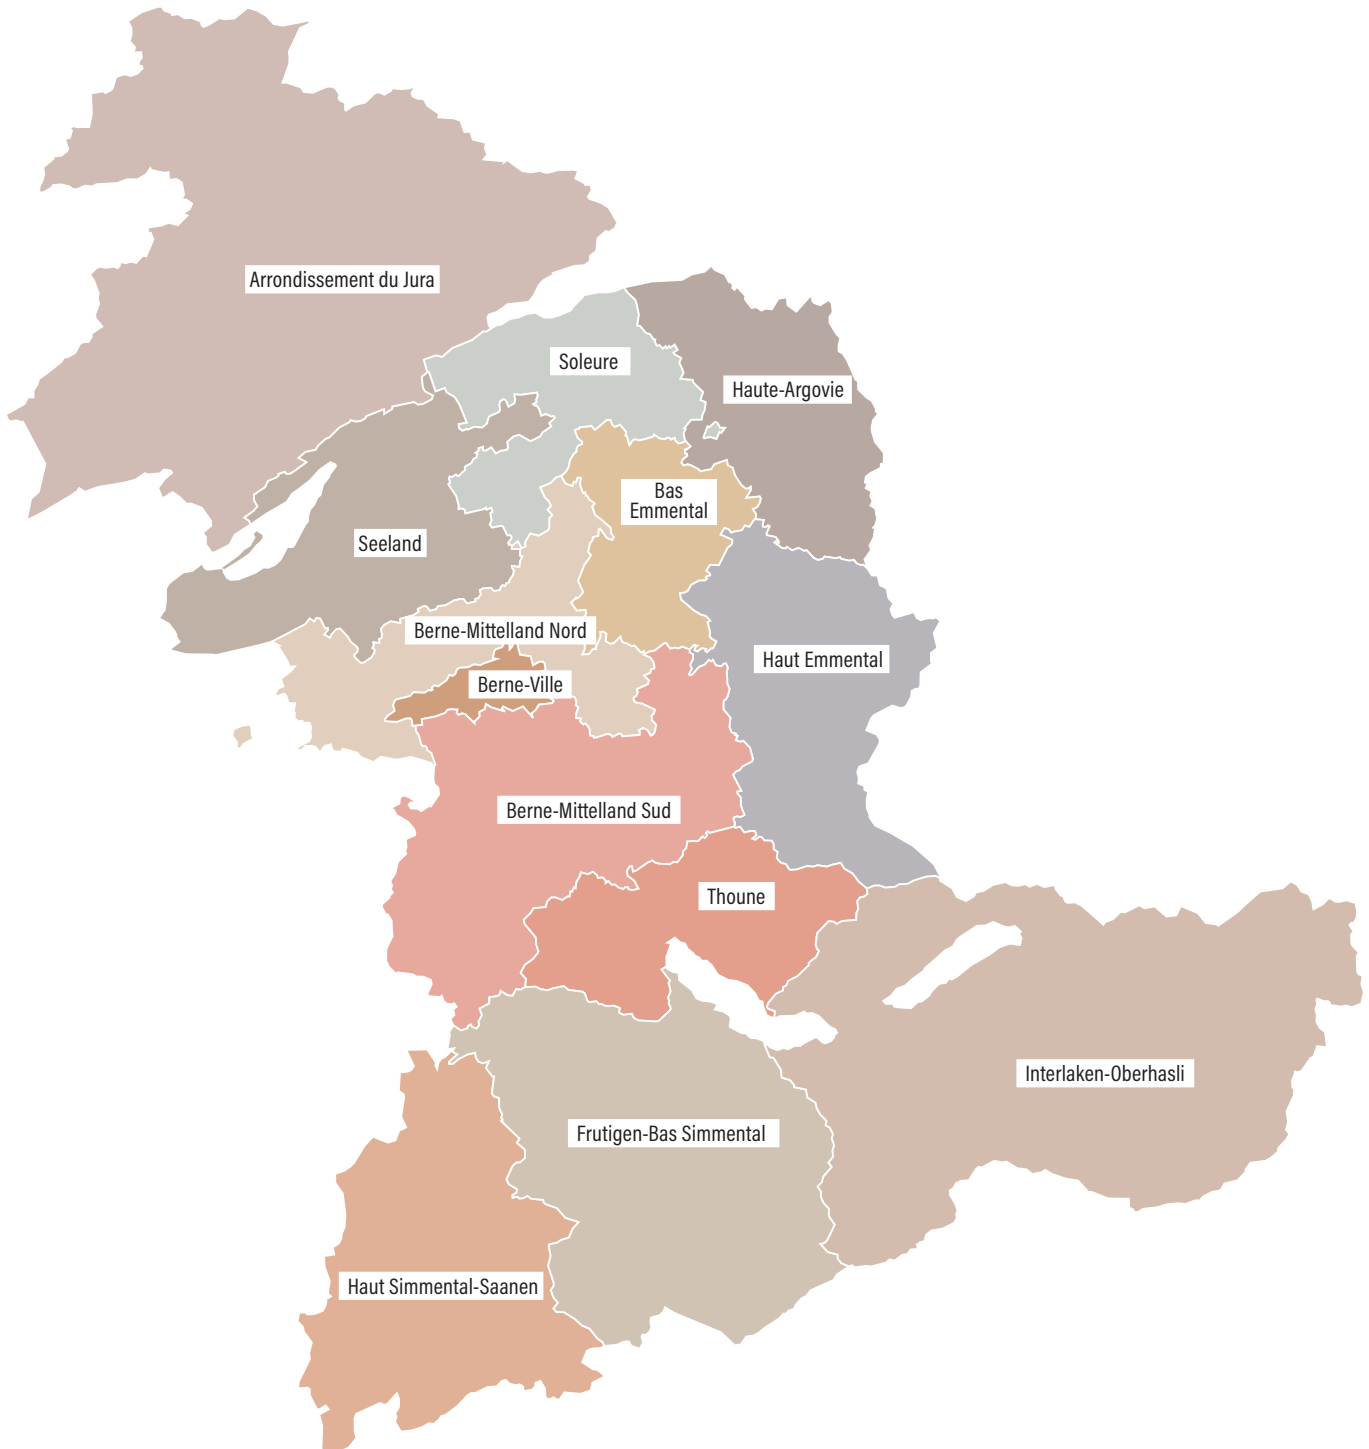 Arrondissement du Jura
Soleure
Haute-Argovie
Bas
Emmental
Seeland
Berne-Mittelland Nord
Haut Emmental
Berne-Ville
Berne-Mittelland Sud
Thoune
Interlaken-Oberhasli
Frutigen-Bas Simmental
Haut Simmental-Saanen